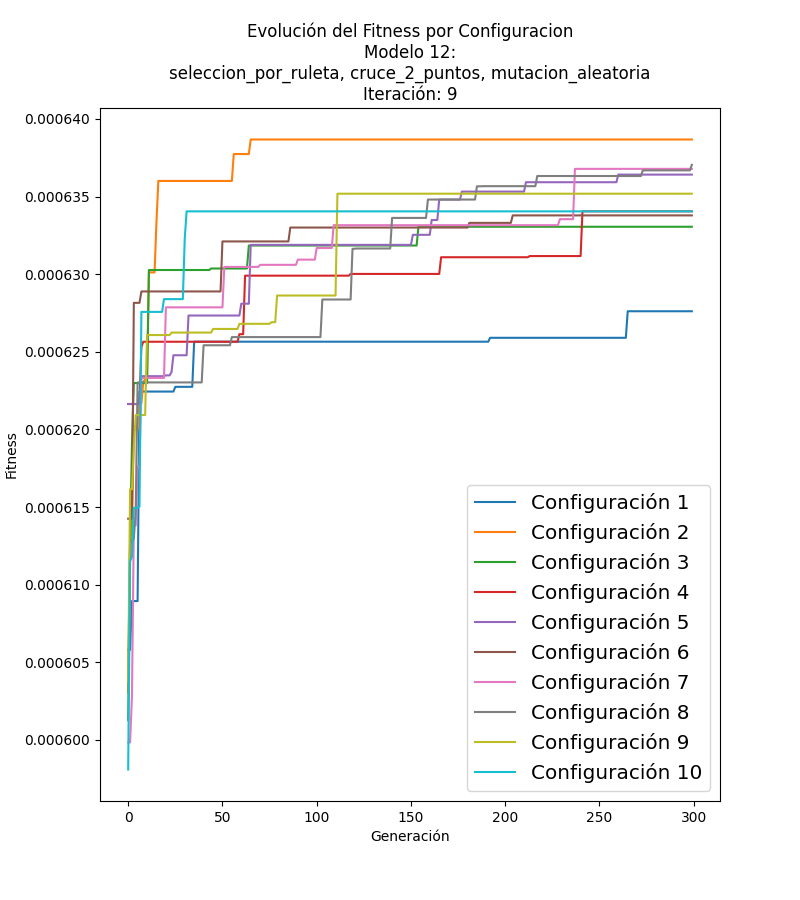 Evolución del Fitness por Configuracion
Modelo 12:
seleccion_por_ruleta, cruce_2_puntos, mutacion_aleatoria
Iteración: 9
0.000640
0.000635
0.000630
0.000625
0.000620
0.000615
0.000610
0.000605
0.000600
Fitness
0 50 100 150 200 250 300
Generación
Configuración 1
Configuración 2
Configuración 3
Configuración 4
Configuración 5
Configuración 6
Configuración 7
Configuración 8
Configuración 9
Configuración 10